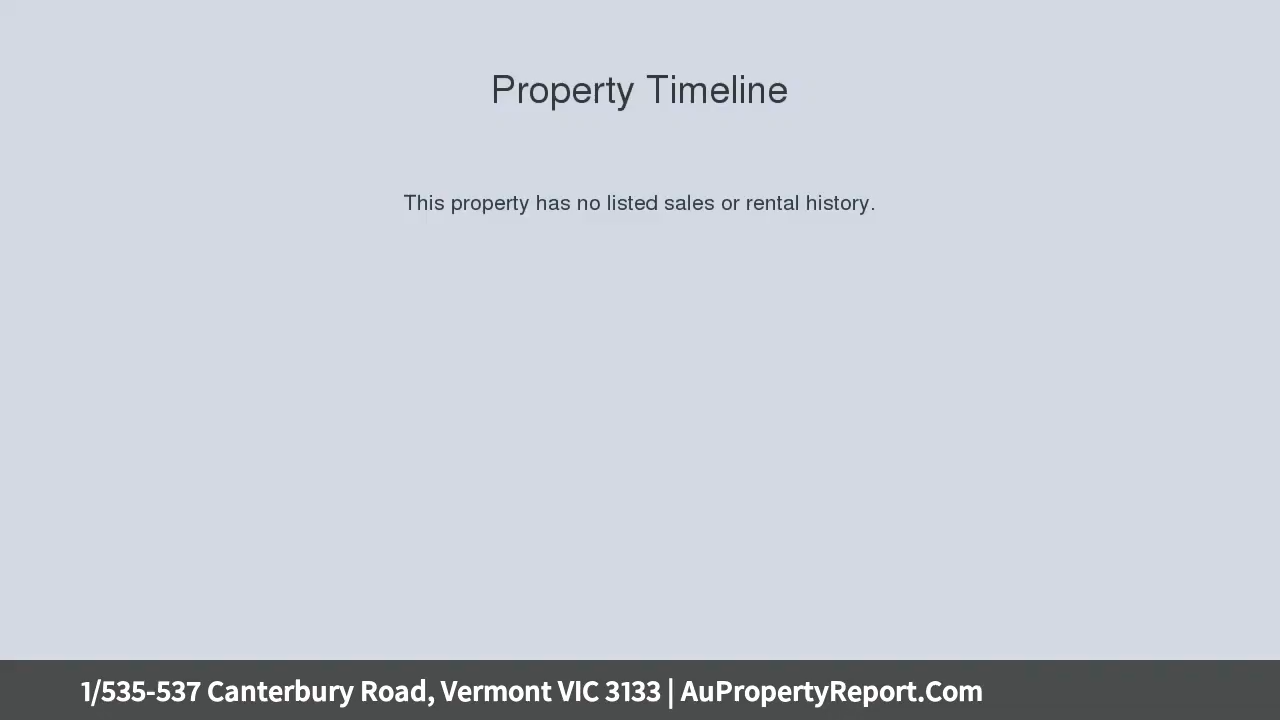 Property Timeline
This property has no listed sales or rental history.
1/535-537 Canterbury Road, Vermont VIC 3133 | AuPropertyReport.Com